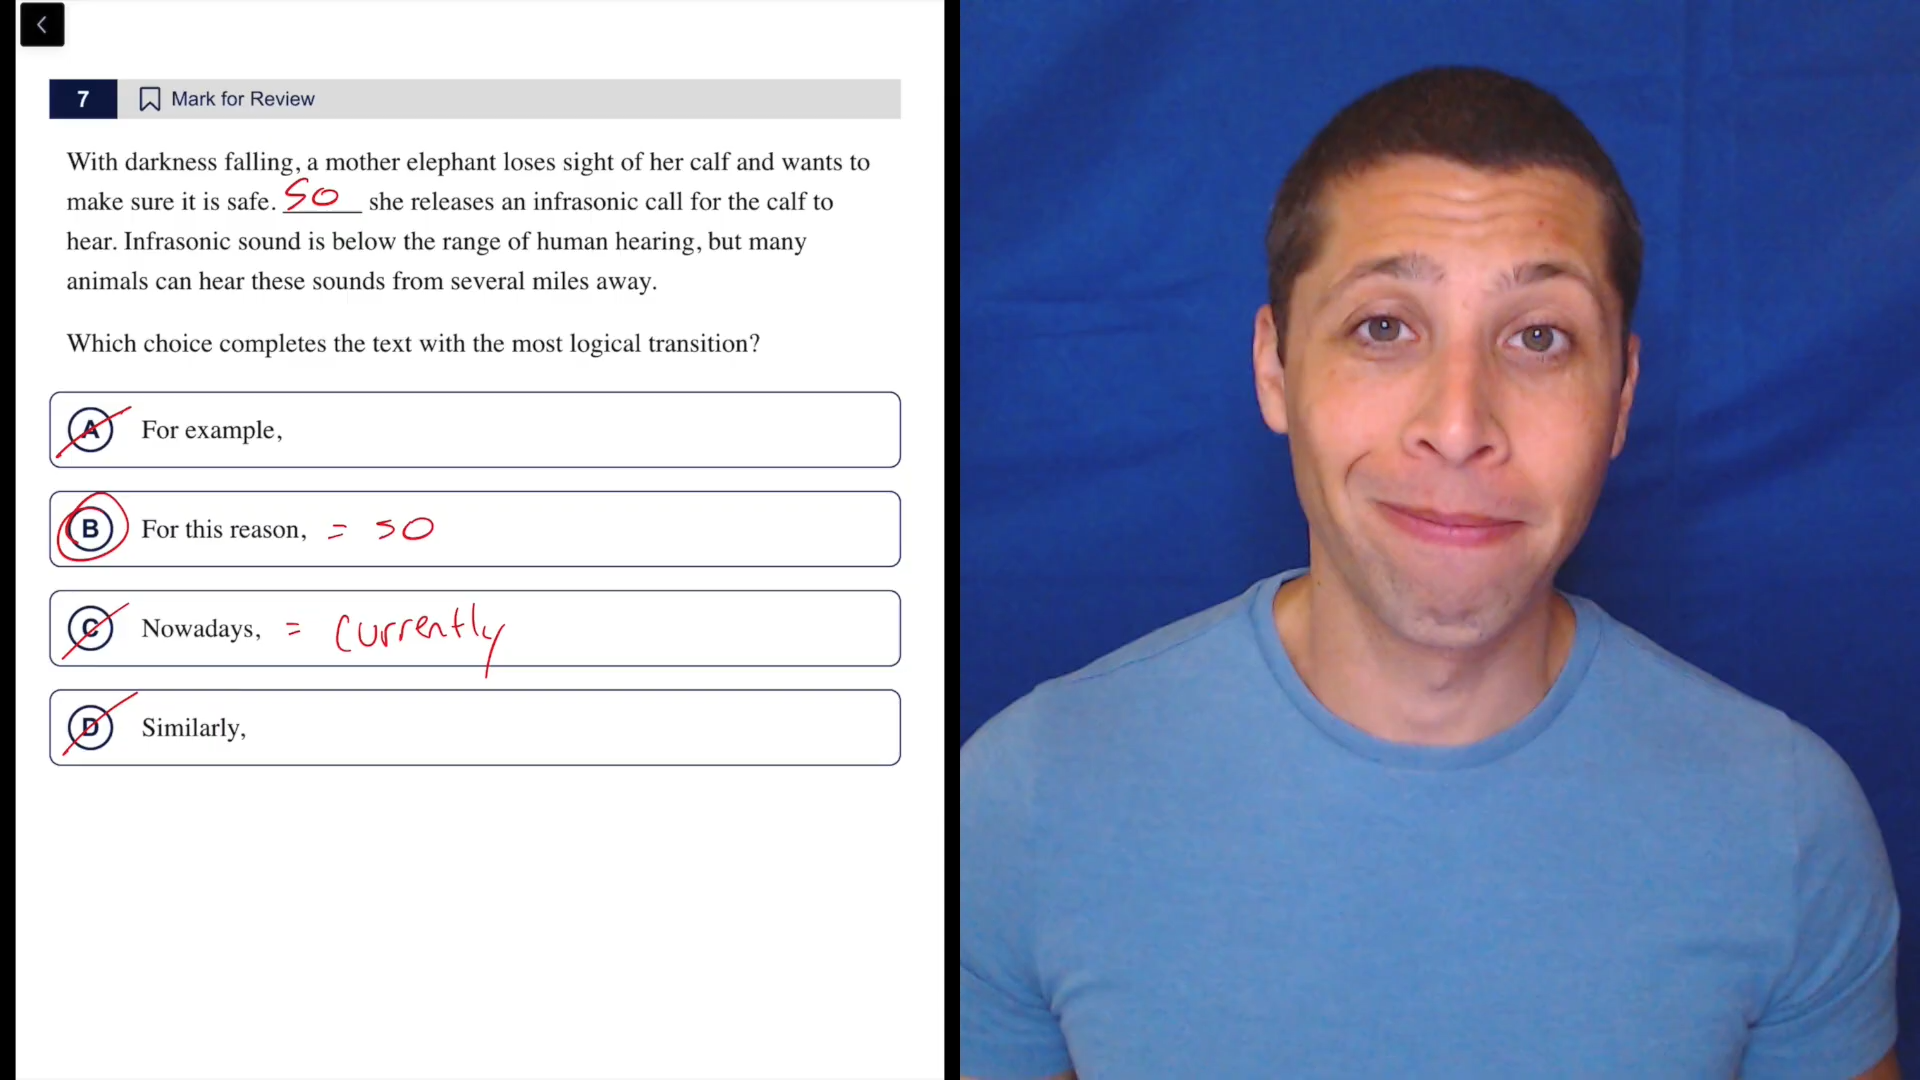 7 Mark for Review
With darkness falling, a mother elephant loses sight of her calf and wants to
make sure it is safe. so she releases an infrasonic call for the calf to
hear. Infrasonic sound is below the range of human hearing, but many
animals can hear these sounds from several miles away.
Which choice completes the text with the most logical transition?
A For example,
B For this reason, = so
C Nowadays, = currently
D Similarly,